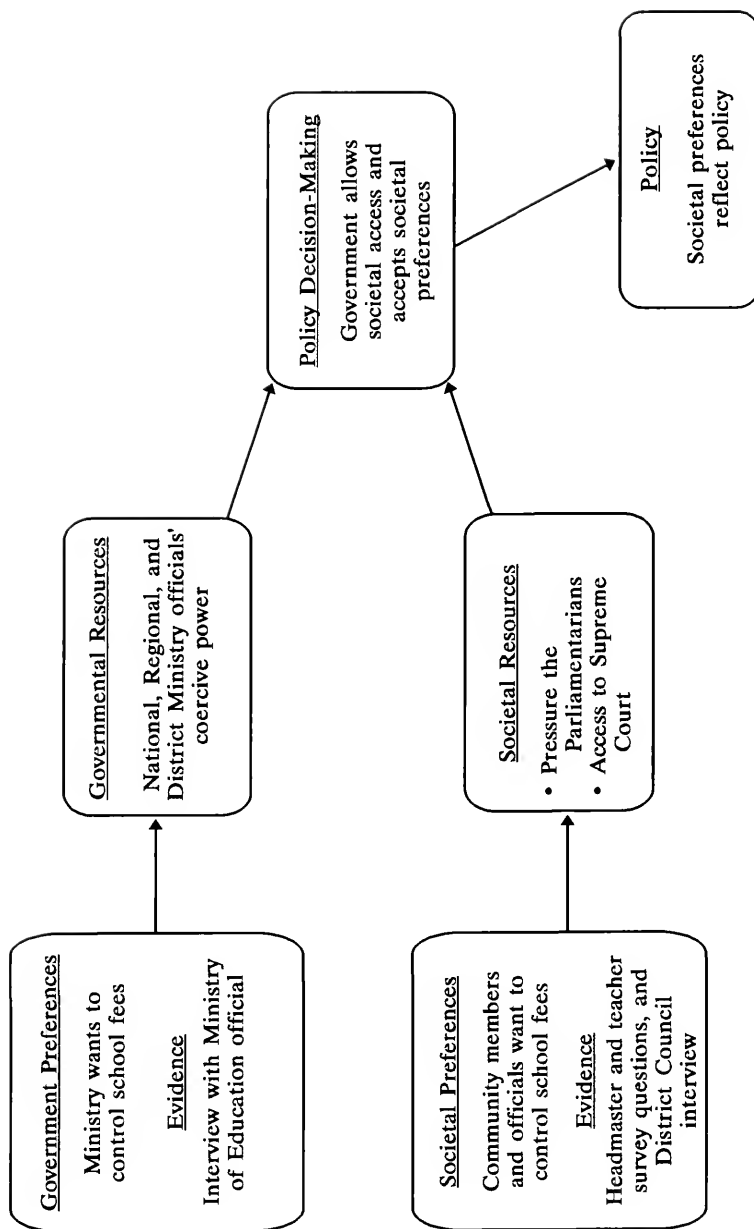 Government Preferences
Ministry wants to
control school fees
Evidence
Interview with Ministry
of Education official
Governmental Resources
National, Regional, and
District Ministry officials'
coercive power
Societal Preferences
Community members
and officials want to
control school fees
Evidence
Headmaster and teacher
survey questions, and
District Council
interview
Societal Resources
• Pressure the
Parliamentarians
• Access to Supreme
Court
Policy Decision-Making
Government allows
societal access and
accepts societal
preferences
Policy
Societal preferences
reflect policy